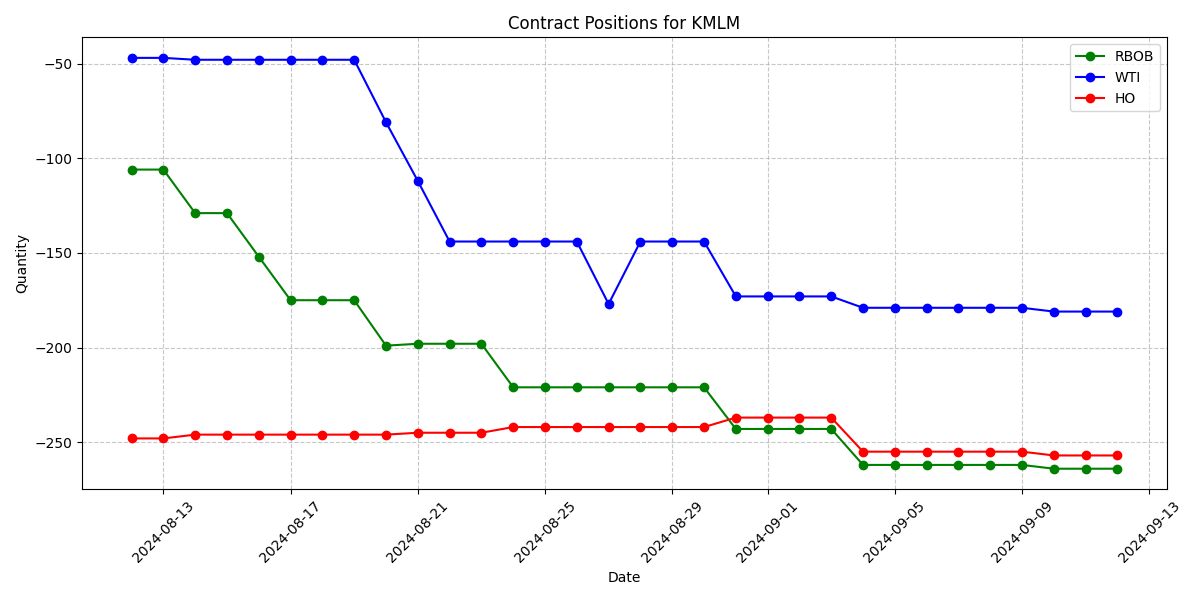 Contract Positions for KMLM
RBOB
WTI
HO
−50
−100
−150
−200
−250
Quantity
2024-08-13
2024-08-17
2024-08-21
2024-08-25
2024-08-29
2024-09-01
2024-09-05
2024-09-09
2024-09-13
Date